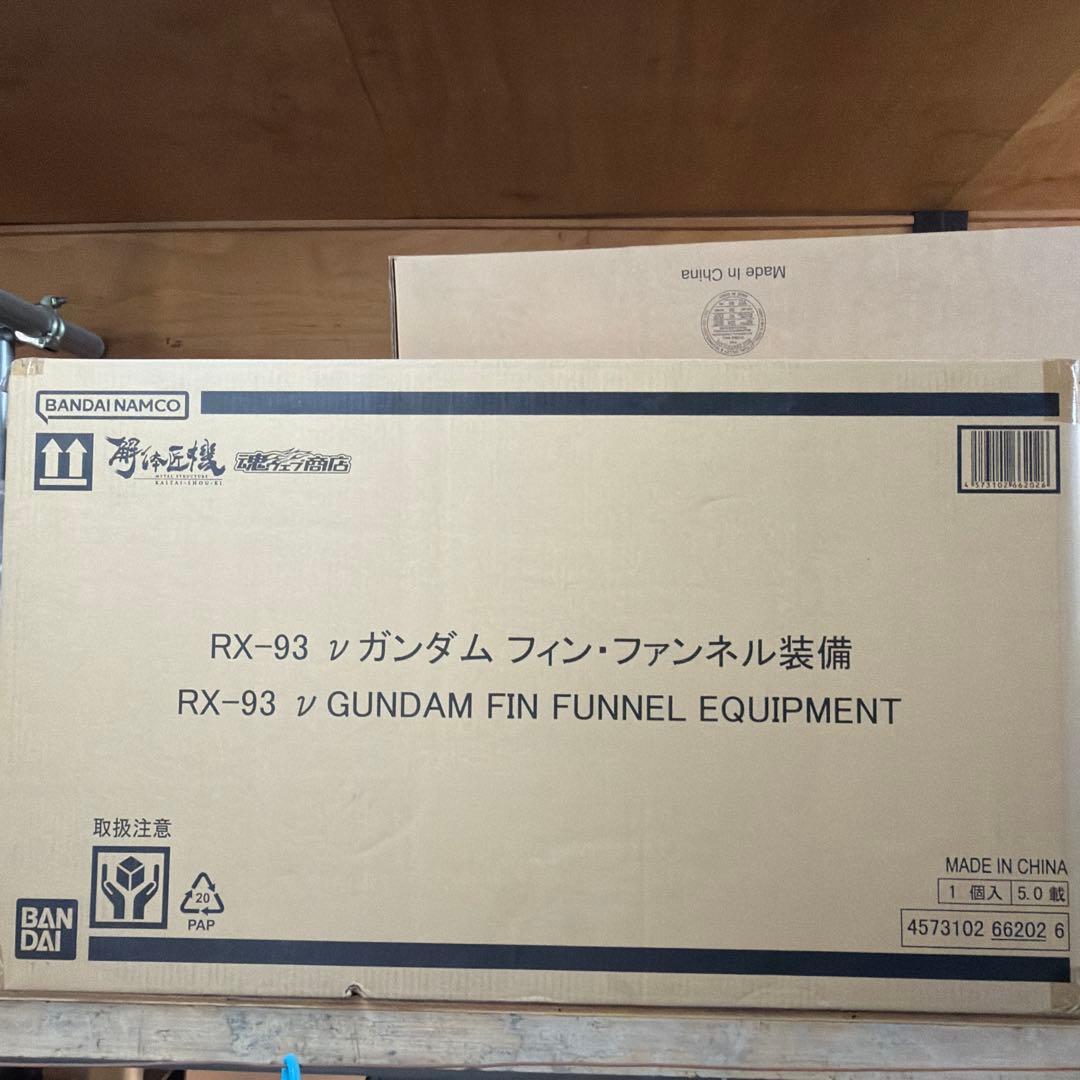 Made In China
BANDAI NAMCO
解体匠機
METAL STRUCTURE
KAITAI-SHOU-KI
魂ウェブ商店
4573102662026
RX-93 ν ガンダム フィン・ファンネル装備
RX-93 ν GUNDAM FIN FUNNEL EQUIPMENT
取扱注意
20
PAP
BAN
DAI
MADE IN CHINA
1 個入 5.0 載
4573102 66202 6